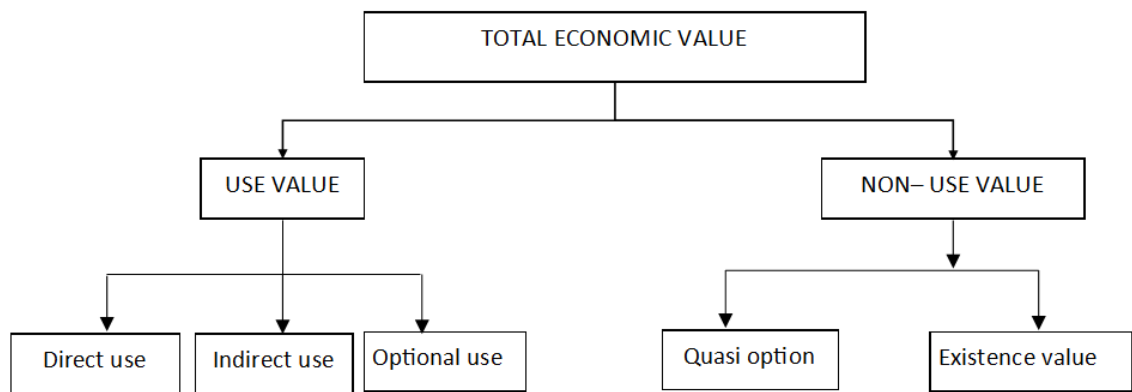 TOTAL ECONOMIC VALUE
USE VALUE
NON– USE VALUE
Direct use
Indirect use
Optional use
Quasi option
Existence value